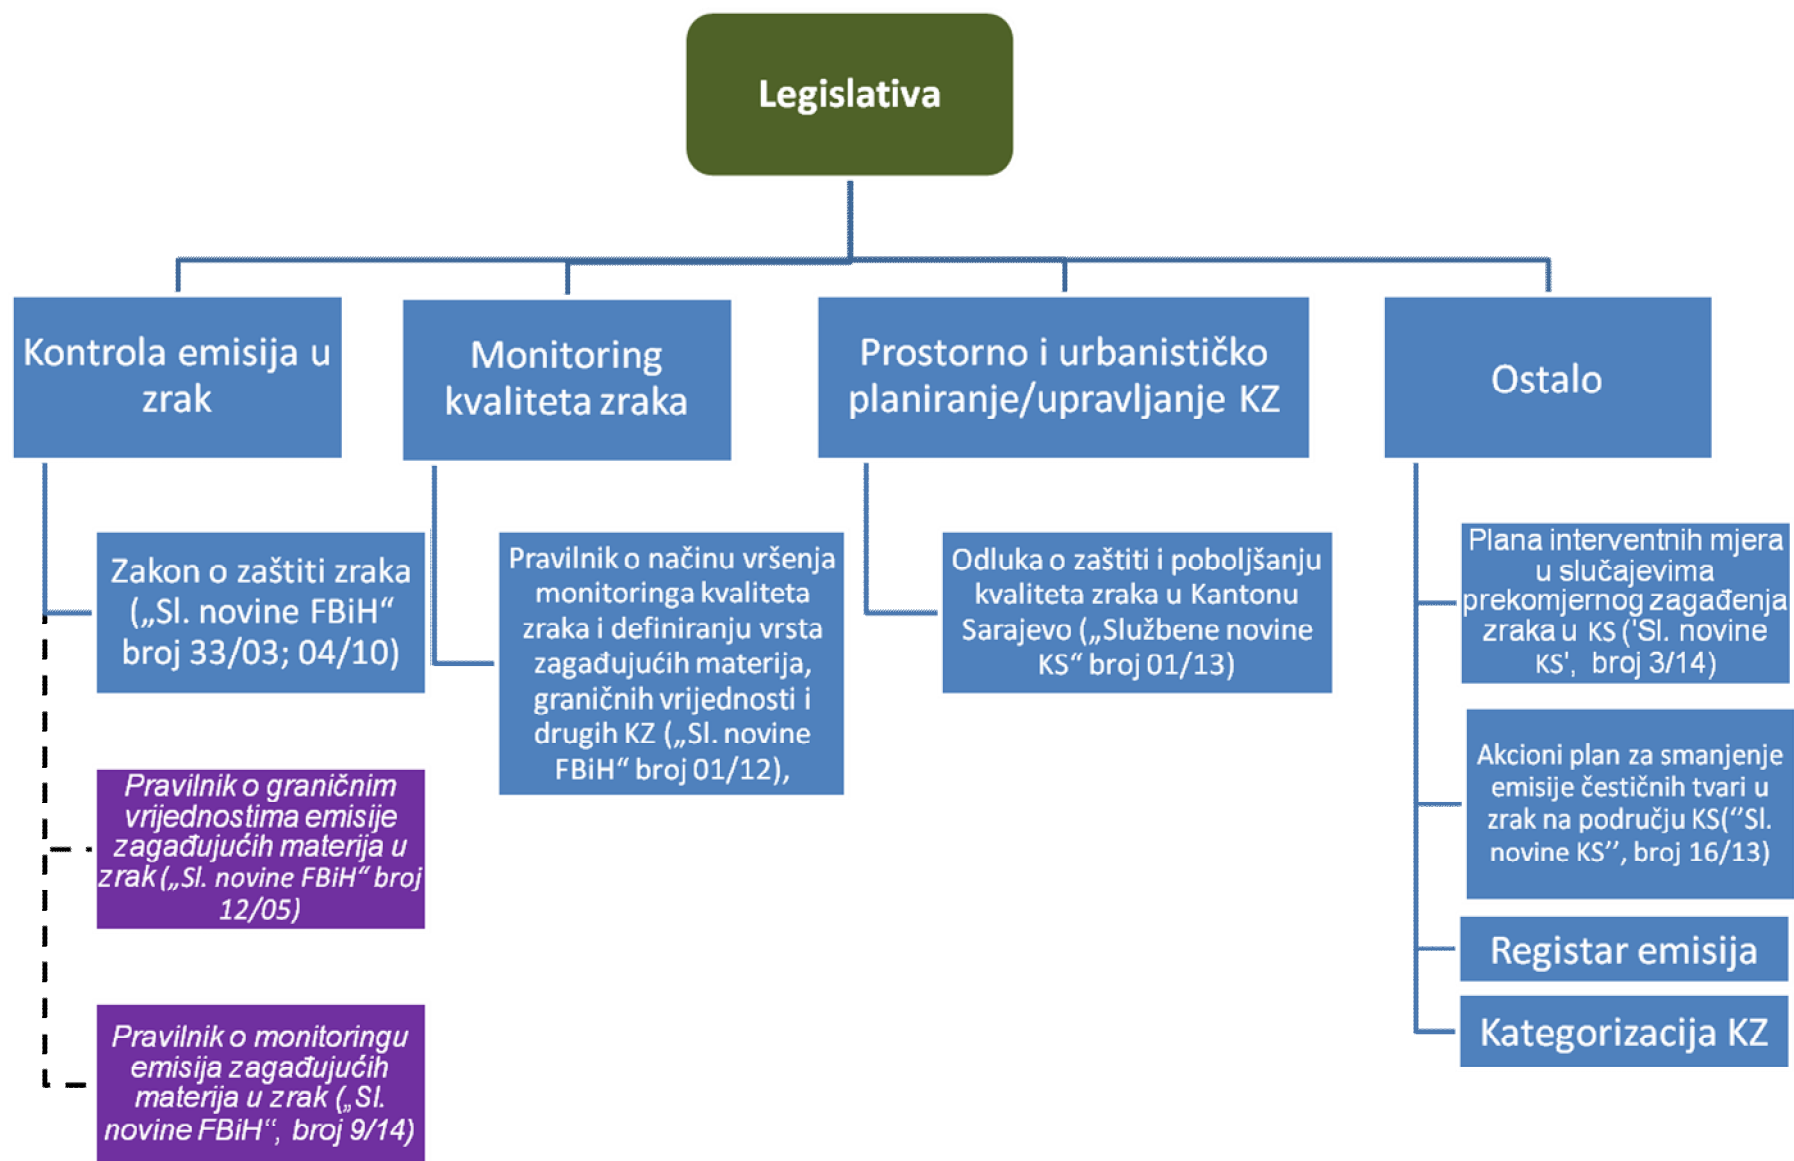 Legislativa
Kontrola emisija u
zrak
Monitoring
kvaliteta zraka
Prostorno i urbanističko
planiranje/upravljanje KZ
Ostalo
Zakon o zaštiti zraka
(„Sl. novine FBiH“
broj 33/03; 04/10)
Pravilnik o graničnim
vrijednostima emisije
zagađujućih materija u
zrak („Sl. novine FBiH“ broj
12/05)
Pravilnik o monitoringu
emisija zagađujućih
materija u zrak („Sl.
novine FBiH“, broj 9/14)
Pravilnik o načinu vršenja
monitoringa kvaliteta
zraka i definiranju vrsta
zagađujućih materija,
graničnih vrijednosti i
drugih KZ („Sl. novine
FBiH“ broj 01/12),
Odluka o zaštiti i poboljšanju
kvaliteta zraka u Kantonu
Sarajevo („Službene novine
KS“ broj 01/13)
Plana interventnih mjera
u slučajevima
prekomjernog zagađenja
zraka u KS ('Sl. novine
KS', broj 3/14)
Akcioni plan za smanjenje
emisije čestičnih tvari u
zrak na području KS(‘’Sl.
novine KS’’, broj 16/13)
Registar emisija
Kategorizacija KZ